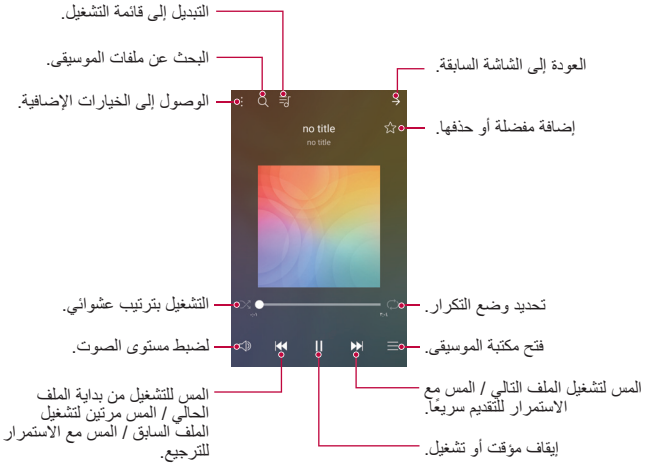 التبديل إلى قائمة التشغيل.
البحث عن ملفات الموسيقى.
العودة إلى الشاشة السابقة.
الوصول إلى الخيارات الإضافية.
إضافة مفضلة أو حذفها.
no title
no title
التشغيل بترتيب عشوائي.
تحديد وضع التكرار.
لضبط مستوى الصوت.
فتح مكتبة الموسيقى.
المس لتشغيل الملف التالي / المس مع
الاستمرار للتقديم سريعًا.
المس للتشغيل من بداية الملف
الحالي / المس مرتين لتشغيل
الملف السابق / المس مع الاستمرار
للترجيع.
إيقاف مؤقت أو تشغيل.